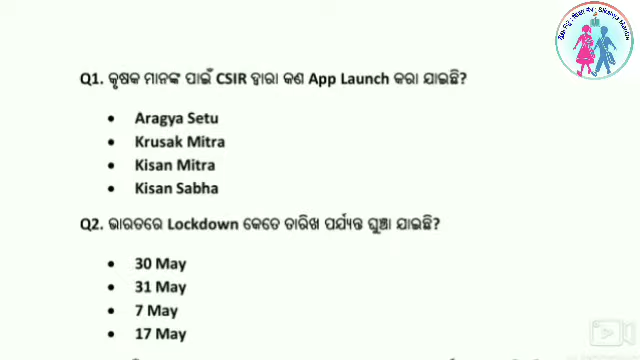 Q1. କୃଷକ ମାନଙ୍କ ପାଇଁ CSIR ଦ୍ୱାରା କଣ App Launch କରା ଯାଇଛି?
• Aragya Setu
• Krusak Mitra
• Kisan Mitra
• Kisan Sabha
Q2. ଭାରତରେ Lockdown କେତେ ତାରିଖ ପର୍ଯ୍ୟନ୍ତ ଘୁଞ୍ଚା ଯାଇଛି?
• 30 May
• 31 May
• 7 May
• 17 May